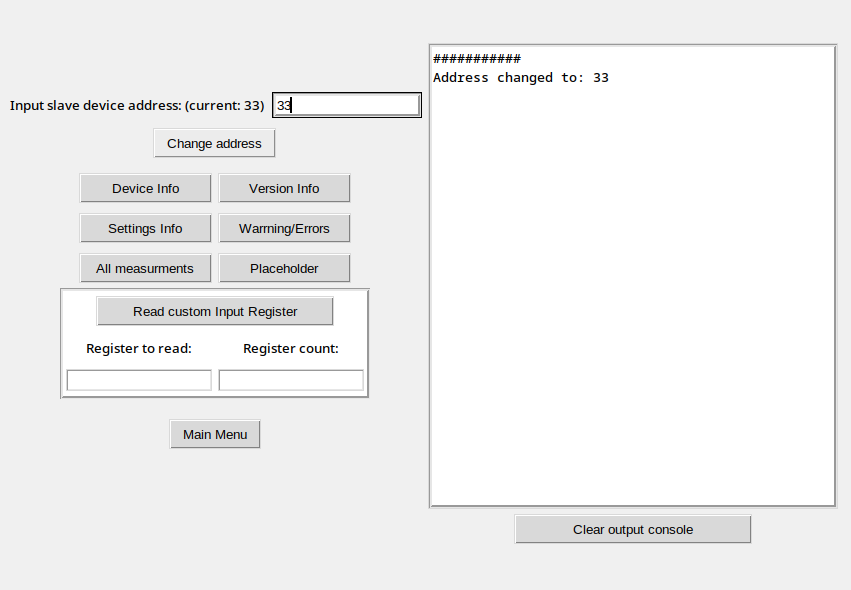 Input slave device address: (current: 33)
33
Change address
Device Info
Version Info
Settings Info
Warrning/Errors
All measurments
Placeholder
Read custom Input Register
Register to read:
Register count:
Main Menu
###########
Address changed to: 33
Clear output console